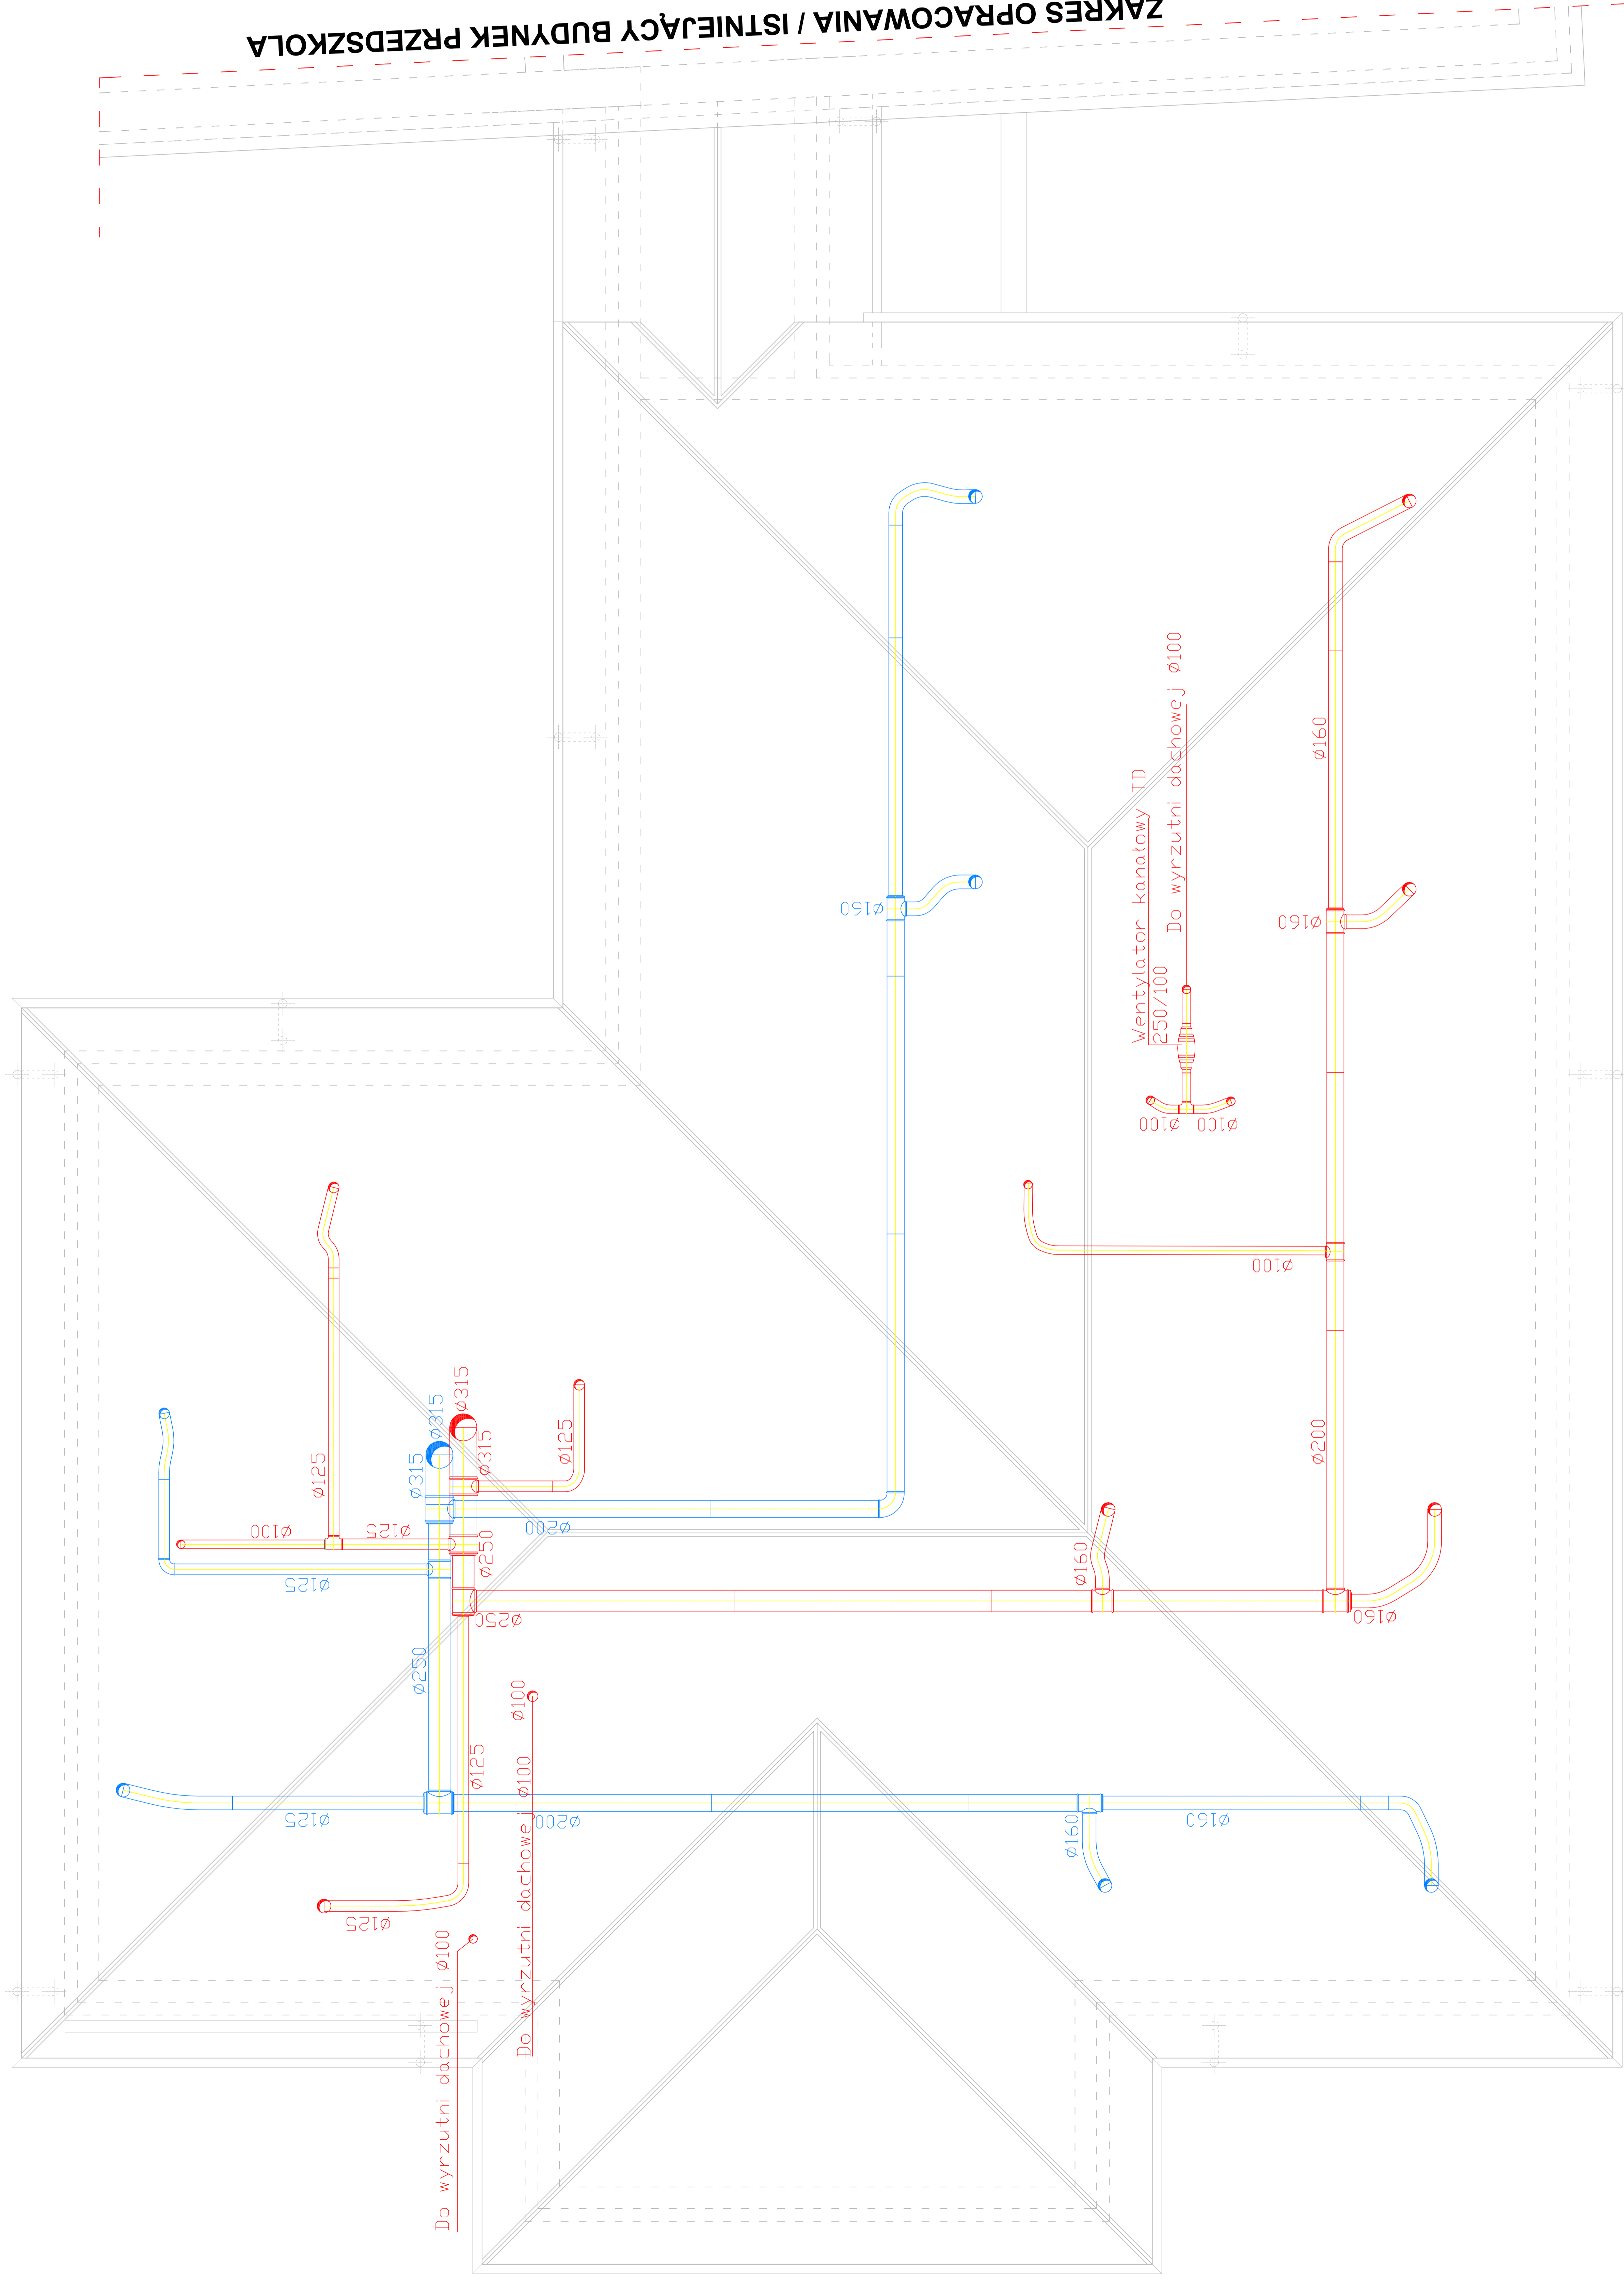 ZAKRES OPRACOWANIA / ISTNIEJĄCY BUDYNEK PRZEDSZKOLA
Ø160
Do wyrzutni dachowej Ø100
Wentylator kanałowy TD
250/100
Ø160
Ø160
Ø100
Ø100
Ø100
Ø315
Ø315
Ø315
Ø315
Ø125
Ø125
Ø200
Ø100
Ø125
Ø200
Ø250
Ø160
Ø125
Ø250
Ø160
Ø250
Ø100
Ø125
Do wyrzutni dachowej Ø100
Ø125
Ø200
Ø160
Ø160
Ø125
Do wyrzutni dachowej Ø100